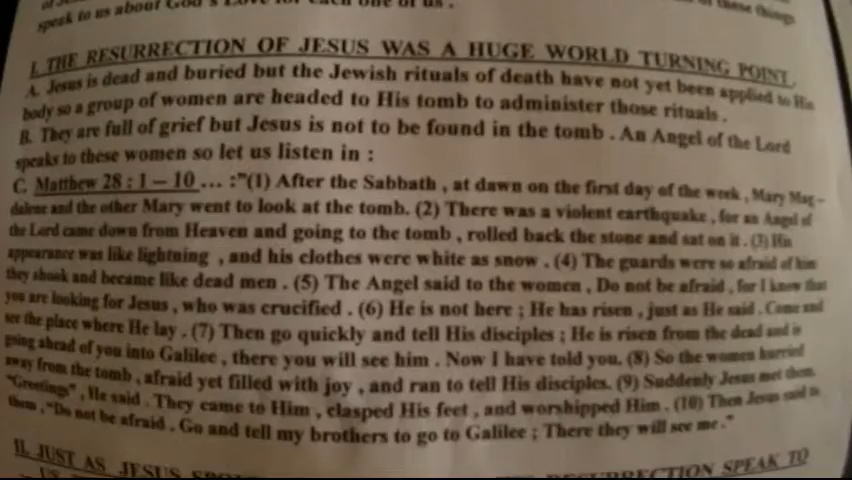 speak to us about God's Love for each one of us .
these things
I. THE RESURRECTION OF JESUS WAS A HUGE WORLD TURNING POINT.
A. Jesus is dead and buried but the Jewish rituals of death have not yet been applied to His
body so a group of women are headed to His tomb to administer those rituals .
B. They are full of grief but Jesus is not to be found in the tomb . An Angel of the Lord
speaks to these women so let us listen in :
C. Matthew 28 : 1 – 10 ... :"(1) After the Sabbath , at dawn on the first day of the week , Mary Mag –
dalene and the other Mary went to look at the tomb. (2) There was a violent earthquake , for an Angel of
the Lord came down from Heaven and going to the tomb , rolled back the stone and sat on it . (3) His
appearance was like lightning , and his clothes were white as snow . (4) The guards were so afraid of him
they shook and became like dead men . (5) The Angel said to the women , Do not be afraid , for I know that
you are looking for Jesus , who was crucified . (6) He is not here ; He has risen , just as He said . Come and
see the place where He lay . (7) Then go quickly and tell His disciples ; He is risen from the dead and is
going ahead of you into Galilee , there you will see him . Now I have told you. (8) So the women hurried
away from the tomb , afraid yet filled with joy , and ran to tell His disciples. (9) Suddenly Jesus met them.
"Greetings" , He said . They came to Him , clasped His feet , and worshipped Him . (10) Then Jesus said to
them , "Do not be afraid . Go and tell my brothers to go to Galilee ; There they will see me ."
II. JUST AS JESUS RESURRECTION SPEAK TO
US